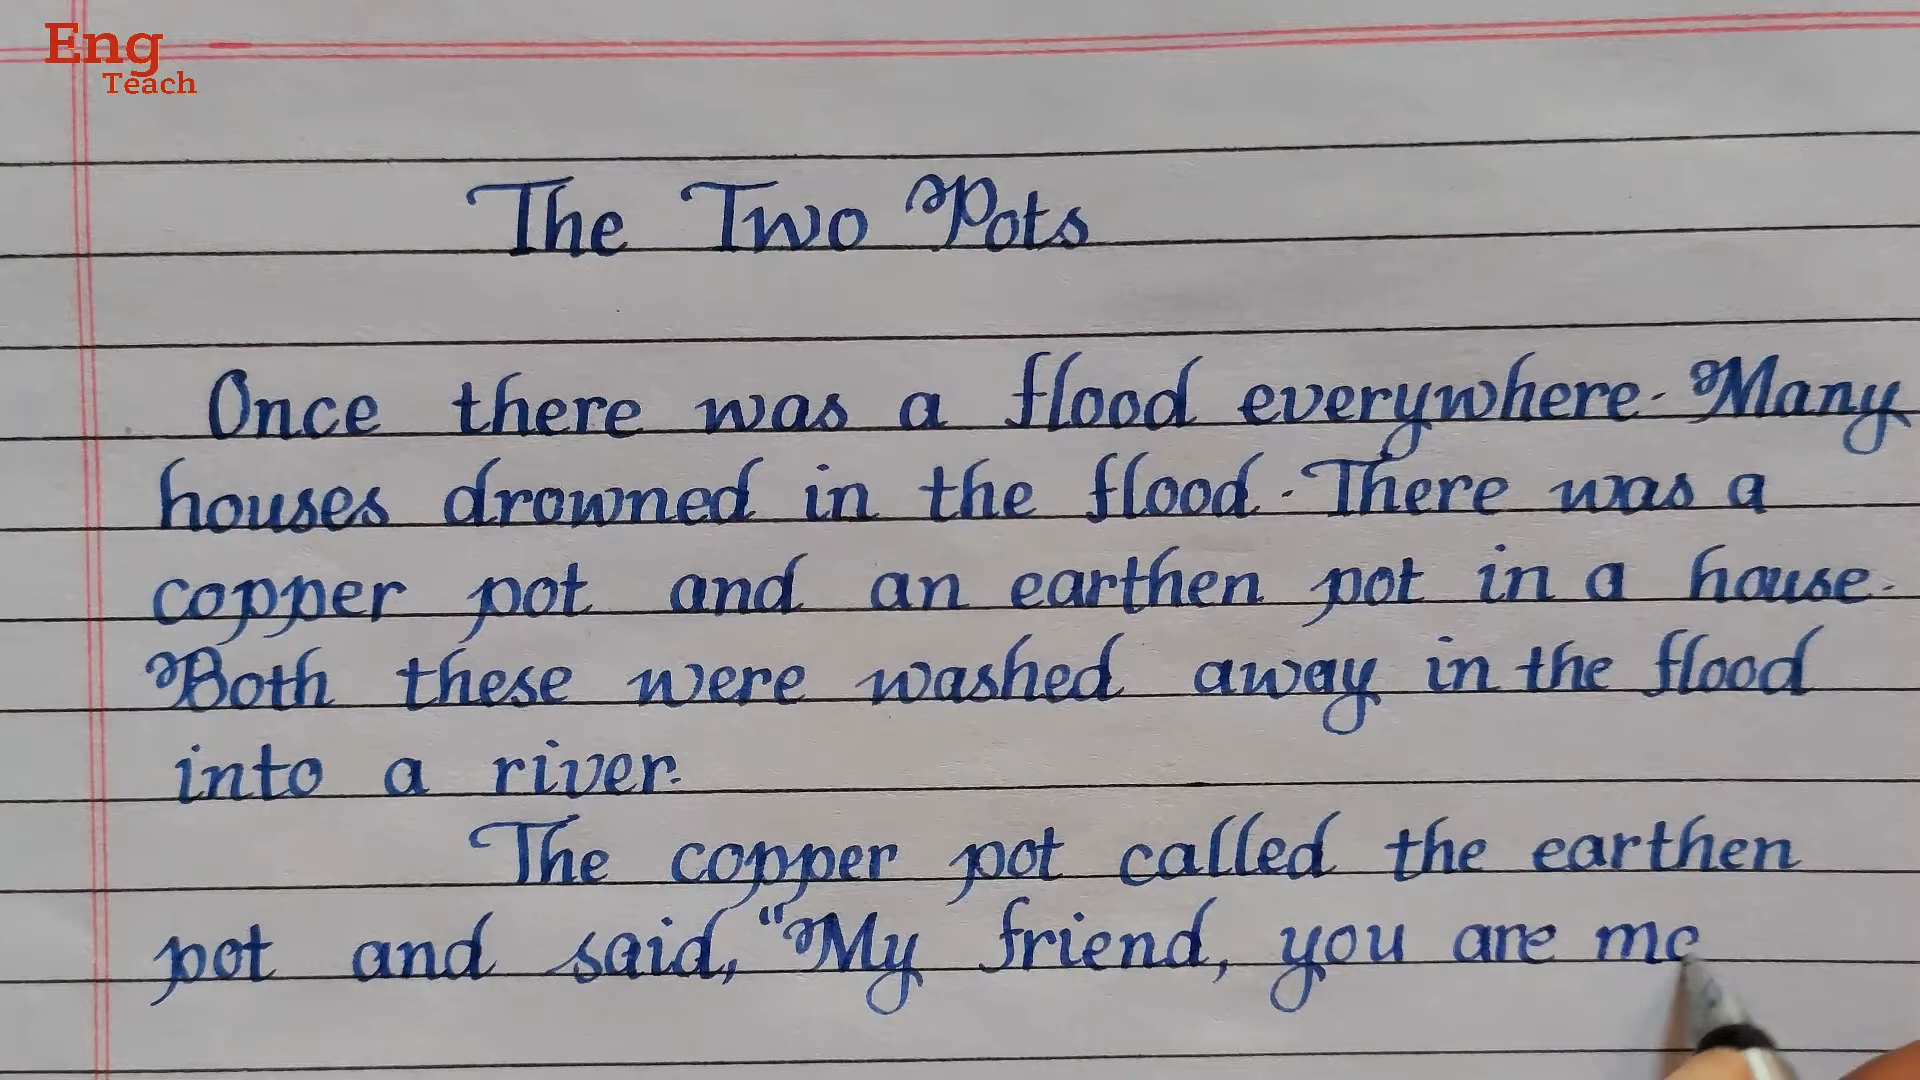 Eng
Teach
The Two Pots
Once there was a flood everywhere. Many
houses drowned in the flood. There was a
copper pot and an earthen pot in a house.
Both these were washed away in the flood
into a river.
The copper pot called the earthen
pot and said, "My friend, you are